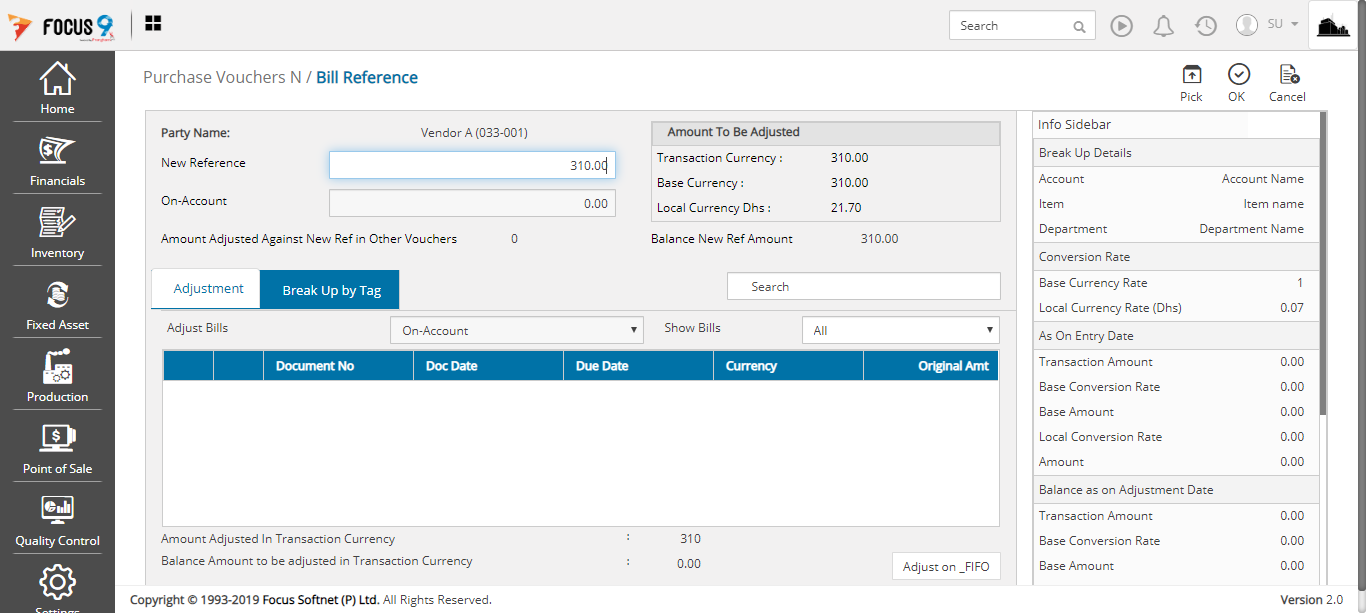 FOCUS 9
Search
SU
Home
Financials
Inventory
Fixed Asset
Production
Point of Sale
Quality Control
Settings
Purchase Vouchers N / Bill Reference
Pick
OK
Cancel
Party Name: Vendor A (033-001)
New Reference 310.00
On-Account 0.00
Amount Adjusted Against New Ref in Other Vouchers 0
Amount To Be Adjusted
Transaction Currency : 310.00
Base Currency : 310.00
Local Currency Dhs : 21.70
Balance New Ref Amount 310.00
Adjustment
Break Up by Tag
Search
Adjust Bills On-Account
Show Bills All
Document No Doc Date Due Date Currency Original Amt
Amount Adjusted In Transaction Currency : 310
Balance Amount to be adjusted in Transaction Currency : 0.00
Adjust on _FIFO
Info Sidebar
Break Up Details
Account Account Name
Item Item name
Department Department Name
Conversion Rate
Base Currency Rate 1
Local Currency Rate (Dhs) 0.07
As On Entry Date
Transaction Amount 0.00
Base Conversion Rate 0.00
Base Amount 0.00
Local Conversion Rate 0.00
Amount 0.00
Balance as on Adjustment Date
Transaction Amount 0.00
Base Conversion Rate 0.00
Base Amount 0.00
Copyright © 1993-2019 Focus Softnet (P) Ltd. All Rights Reserved.
Version 2.0